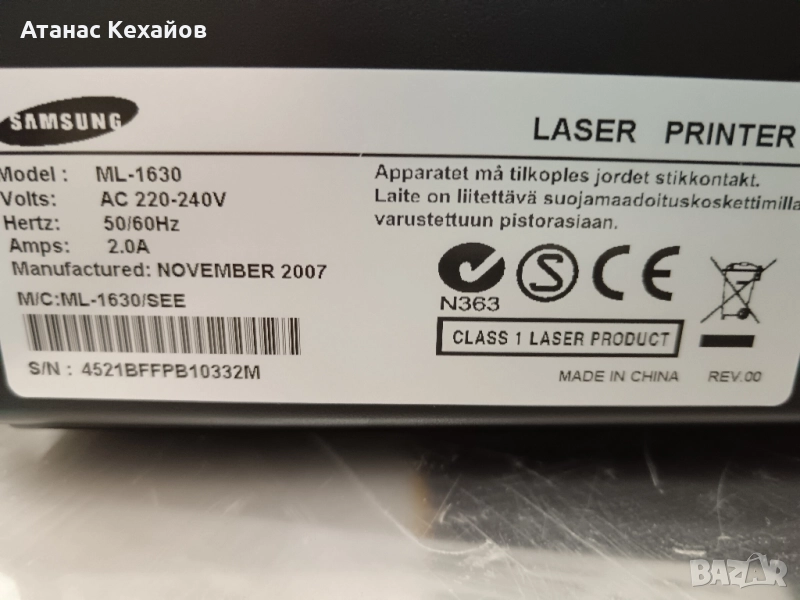 Атанас Кехайов
SAMSUNG
LASER PRINTER
Model : ML-1630
Volts: AC 220-240V
Hertz: 50/60Hz
Amps: 2.0A
Manufactured: NOVEMBER 2007
M/C:ML-1630/SEE
S/N : 4521BFFPB10332M
Apparatet må tilkoples jordet stikkontakt.
Laite on liitettävä suojamaadoituskoskettimilla
varustettuun pistorasiaan.
N363
S CE
CLASS 1 LASER PRODUCT
MADE IN CHINA REV.00
BAZAR